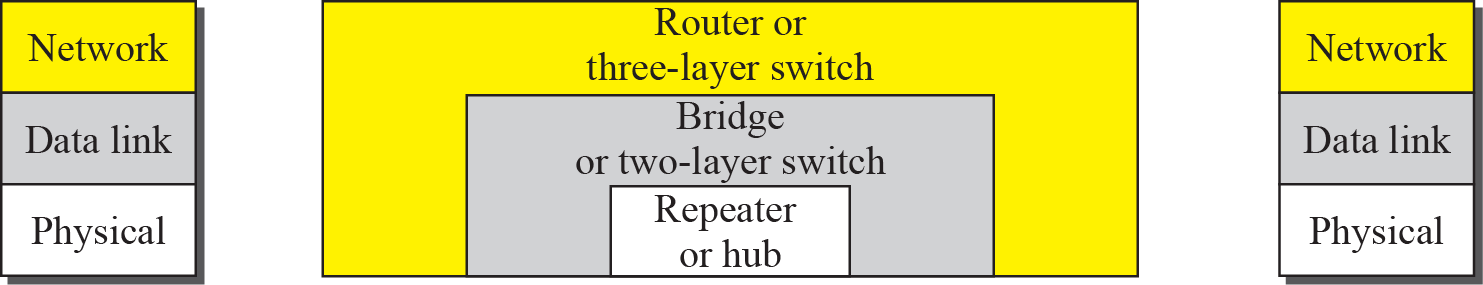 Network
Data link
Physical
Router or
three-layer switch
Bridge
or two-layer switch
Repeater
or hub
Network
Data link
Physical